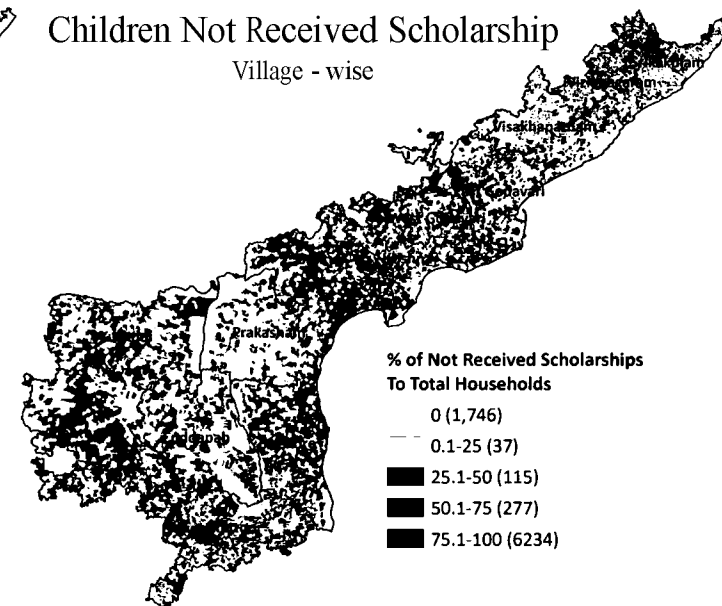 Children Not Received Scholarship
Village - wise
Visakhapatnam
Prakasham
% of Not Received Scholarships
To Total Households
0 (1,746)
0.1-25 (37)
25.1-50 (115)
50.1-75 (277)
75.1-100 (6234)